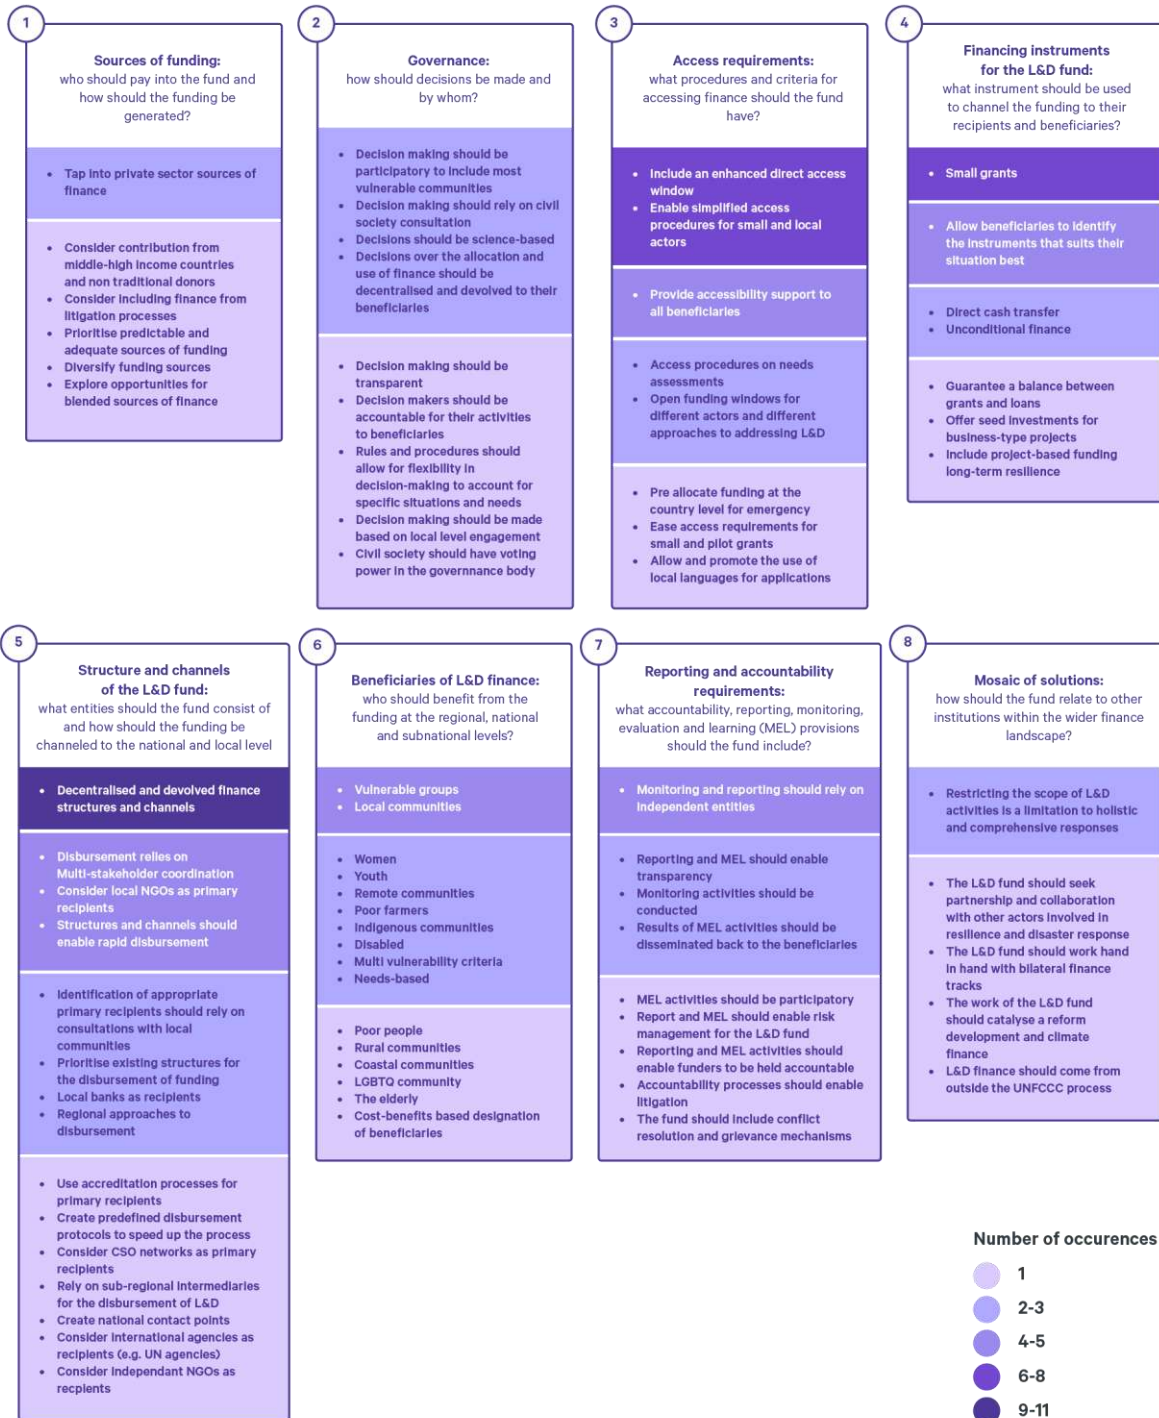 1
Sources of funding:
who should pay into the fund and
how should the funding be
generated?
• Tap into private sector sources of
finance
• Consider contribution from
middle-high income countries
and non traditional donors
• Consider including finance from
litigation processes
• Prioritise predictable and
adequate sources of funding
• Diversify funding sources
• Explore opportunities for
blended sources of finance
2
Governance:
how should decisions be made and
by whom?
• Decision making should be
participatory to include most
vulnerable communities
• Decision making should rely on civil
society consultation
• Decisions should be science-based
• Decisions over the allocation and
use of finance should be
decentralised and devolved to their
beneficiaries
• Decision making should be
transparent
• Decision makers should be
accountable for their activities
to beneficiaries
• Rules and procedures should
allow for flexibility in
decision-making to account for
specific situations and needs
• Decision making should be made
based on local level engagement
• Civil society should have voting
power in the governnance body
3
Access requirements:
what procedures and criteria for
accessing finance should the fund
have?
• Include an enhanced direct access
window
• Enable simplified access
procedures for small and local
actors
• Provide accessibility support to
all beneficiaries
• Access procedures on needs
assessments
• Open funding windows for
different actors and different
approaches to addressing L&D
• Pre allocate funding at the
country level for emergency
• Ease access requirements for
small and pilot grants
• Allow and promote the use of
local languages for applications
4
Financing instruments
for the L&D fund:
what instrument should be used
to channel the funding to their
recipients and beneficiaries?
• Small grants
• Allow beneficiaries to identify
the instruments that suits their
situation best
• Direct cash transfer
• Unconditional finance
• Guarantee a balance between
grants and loans
• Offer seed investments for
business-type projects
• Include project-based funding
long-term resilience
5
Structure and channels
of the L&D fund:
what entities should the fund consist of
and how should the funding be
channeled to the national and local level
• Decentralised and devolved finance
structures and channels
• Disbursement relies on
Multi-stakeholder coordination
• Consider local NGOs as primary
recipients
• Structures and channels should
enable rapid disbursement
• Identification of appropriate
primary recipients should rely on
consultations with local
communities
• Prioritise existing structures for
the disbursement of funding
• Local banks as recipients
• Regional approaches to
disbursement
• Use accreditation processes for
primary recipients
• Create predefined disbursement
protocols to speed up the process
• Consider CSO networks as primary
recipients
• Rely on sub-regional intermediaries
for the disbursement of L&D
• Create national contact points
• Consider international agencies as
recipients (e.g. UN agencies)
• Consider independant NGOs as
recpients
6
Beneficiaries of L&D finance:
who should benefit from the
funding at the regional, national
and subnational levels?
• Vulnerable groups
• Local communities
• Women
• Youth
• Remote communities
• Poor farmers
• Indigenous communities
• Disabled
• Multi vulnerability criteria
• Needs-based
• Poor people
• Rural communities
• Coastal communities
• LGBTQ community
• The elderly
• Cost-benefits based designation
of beneficiaries
7
Reporting and accountability
requirements:
what accountability, reporting, monitoring,
evaluation and learning (MEL) provisions
should the fund include?
• Monitoring and reporting should rely on
independent entities
• Reporting and MEL should enable
transparency
• Monitoring activities should be
conducted
• Results of MEL activities should be
disseminated back to the beneficiaries
• MEL activities should be participatory
• Report and MEL should enable risk
management for the L&D fund
• Reporting and MEL activities should
enable funders to be held accountable
• Accountability processes should enable
litigation
• The fund should include conflict
resolution and grievance mechanisms
8
Mosaic of solutions:
how should the fund relate to other
institutions within the wider finance
landscape?
• Restricting the scope of L&D
activities is a limitation to holistic
and comprehensive responses
• The L&D fund should seek
partnership and collaboration
with other actors involved in
resilience and disaster response
• The L&D fund should work hand
in hand with bilateral finance
tracks
• The work of the L&D fund
should catalyse a reform
development and climate
finance
• L&D finance should come from
outside the UNFCCC process
Number of occurences
1
2-3
4-5
6-8
9-11